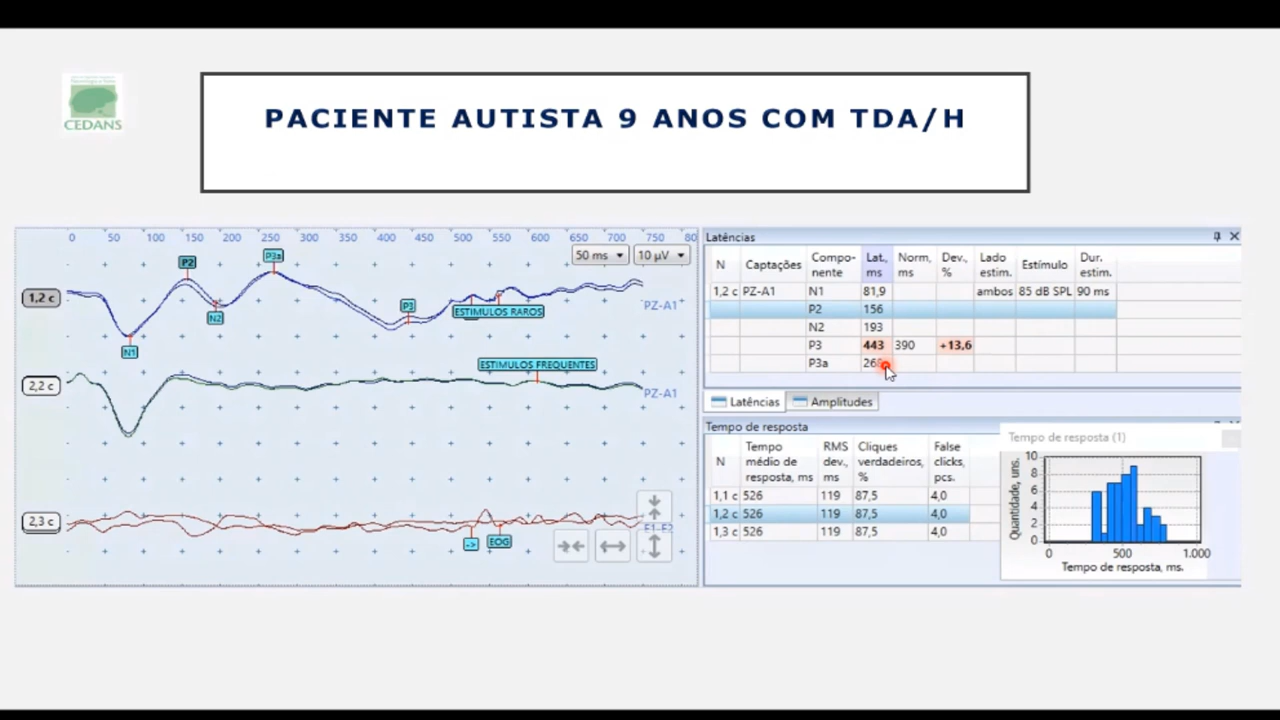 CEDANS
PACIENTE AUTISTA 9 ANOS COM TDA/H
0 50 100 150 200 250 300 350 400 450 500 550 600 650 700 750 80
50 ms 10 µV
P2 P3a
1,2 c
N2
P3
ESTIMULOS RAROS
PZ-A1
N1
ESTIMULOS FREQUENTES
2,2 c
PZ-A1
2,3 c
-> EOG
Latências
N Captações Compo-nente Lat., ms Norm, ms Dev., % Lado estim. Estímulo Dur. estim.
1,2 c PZ-A1 N1 81,9 ambos 85 dB SPL 90 ms
P2 156
N2 193
P3 443 390 +13,6
P3a
Latências Amplitudes
Tempo de resposta
N Tempo médio de resposta, ms RMS dev., ms Cliques verdadeiros, % False clicks, pcs.
1,1 c 526 119 87,5 4,0
1,2 c 526 119 87,5 4,0
1,3 c 526 119 87,5 4,0
Tempo de resposta (1)
Quantidade, uns.
10
8
6
4
2
0
0 500 1.000
Tempo de resposta, ms.